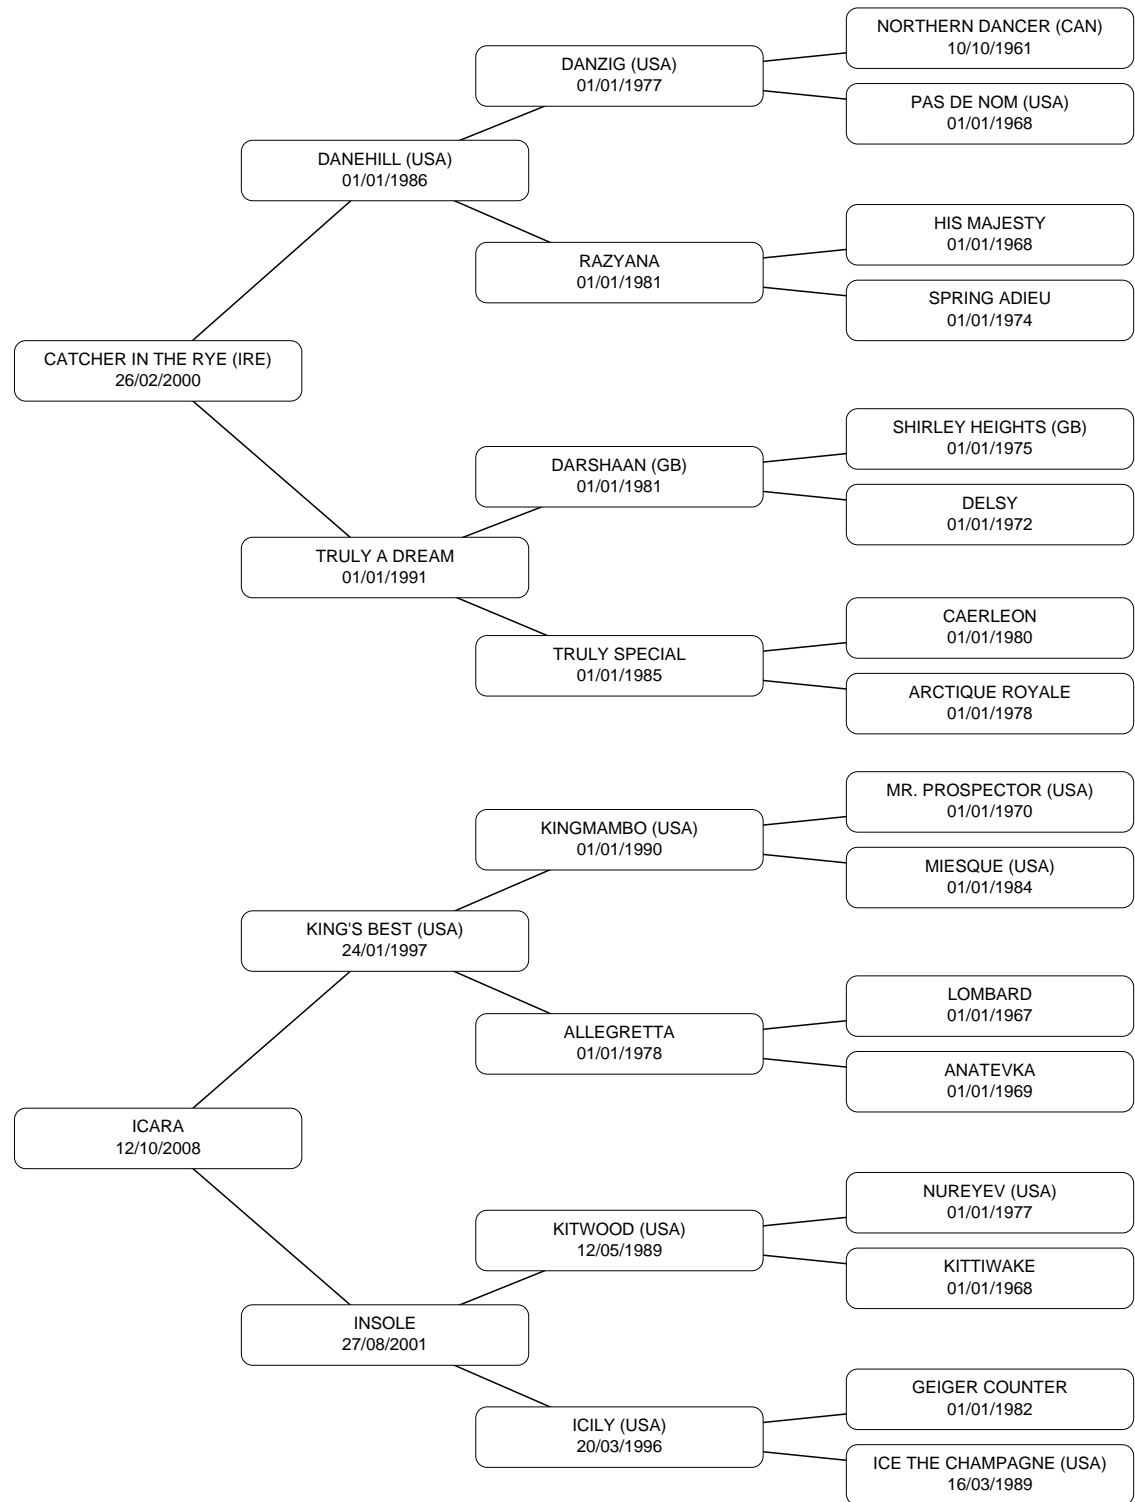 NORTHERN DANCER (CAN)
10/10/1961
DANZIG (USA)
01/01/1977
PAS DE NOM (USA)
01/01/1968
DANEHILL (USA)
01/01/1986
HIS MAJESTY
01/01/1968
RAZYANA
01/01/1981
SPRING ADIEU
01/01/1974
CATCHER IN THE RYE (IRE)
26/02/2000
SHIRLEY HEIGHTS (GB)
01/01/1975
DARSHAAN (GB)
01/01/1981
DELSY
01/01/1972
TRULY A DREAM
01/01/1991
CAERLEON
01/01/1980
TRULY SPECIAL
01/01/1985
ARCTIQUE ROYALE
01/01/1978
MR. PROSPECTOR (USA)
01/01/1970
KINGMAMBO (USA)
01/01/1990
MIESQUE (USA)
01/01/1984
KING'S BEST (USA)
24/01/1997
LOMBARD
01/01/1967
ALLEGRETTA
01/01/1978
ANATEVKA
01/01/1969
ICARA
12/10/2008
NUREYEV (USA)
01/01/1977
KITWOOD (USA)
12/05/1989
KITTIWAKE
01/01/1968
INSOLE
27/08/2001
GEIGER COUNTER
01/01/1982
ICILY (USA)
20/03/1996
ICE THE CHAMPAGNE (USA)
16/03/1989